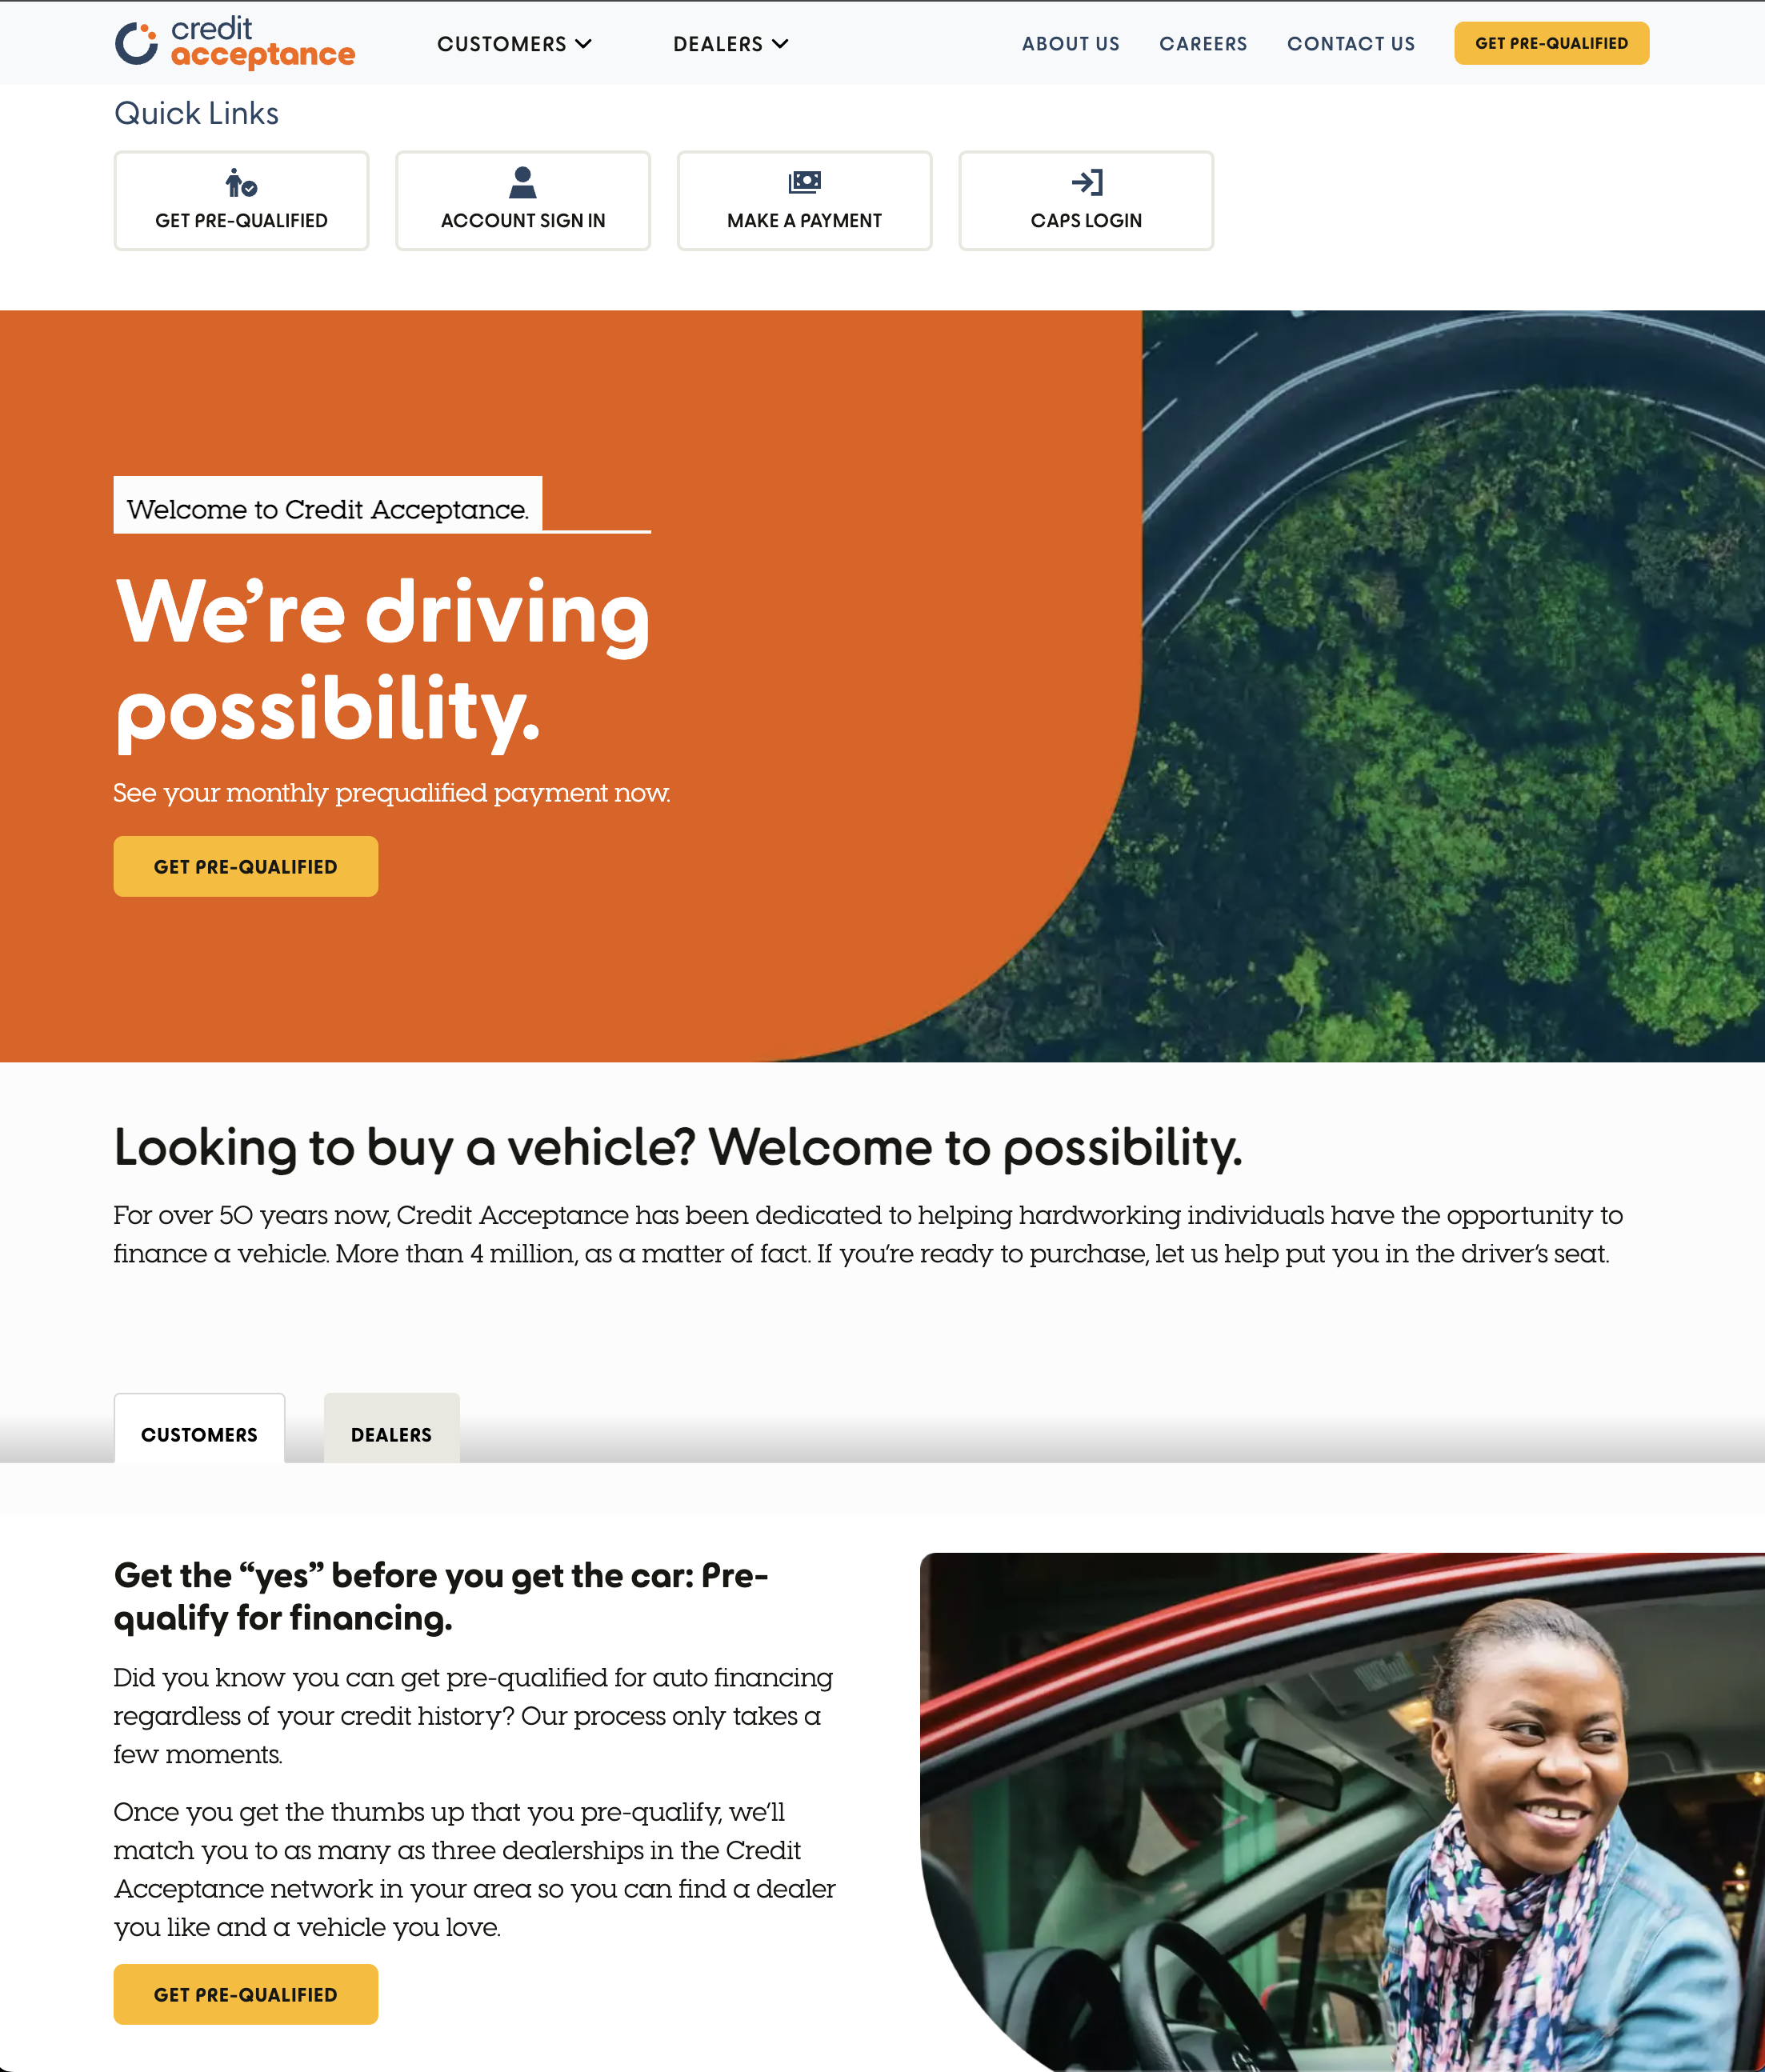 credit
acceptance
CUSTOMERS
DEALERS
ABOUT US
CAREERS
CONTACT US
GET PRE-QUALIFIED
Quick Links
GET PRE-QUALIFIED
ACCOUNT SIGN IN
MAKE A PAYMENT
CAPS LOGIN
Welcome to Credit Acceptance.
We’re driving
possibility.
See your monthly prequalified payment now.
GET PRE-QUALIFIED
Looking to buy a vehicle? Welcome to possibility.
For over 50 years now, Credit Acceptance has been dedicated to helping hardworking individuals have the opportunity to
finance a vehicle. More than 4 million, as a matter of fact. If you’re ready to purchase, let us help put you in the driver’s seat.
CUSTOMERS
DEALERS
Get the “yes” before you get the car: Pre-
qualify for financing.
Did you know you can get pre-qualified for auto financing
regardless of your credit history? Our process only takes a
few moments.
Once you get the thumbs up that you pre-qualify, we’ll
match you to as many as three dealerships in the Credit
Acceptance network in your area so you can find a dealer
you like and a vehicle you love.
GET PRE-QUALIFIED